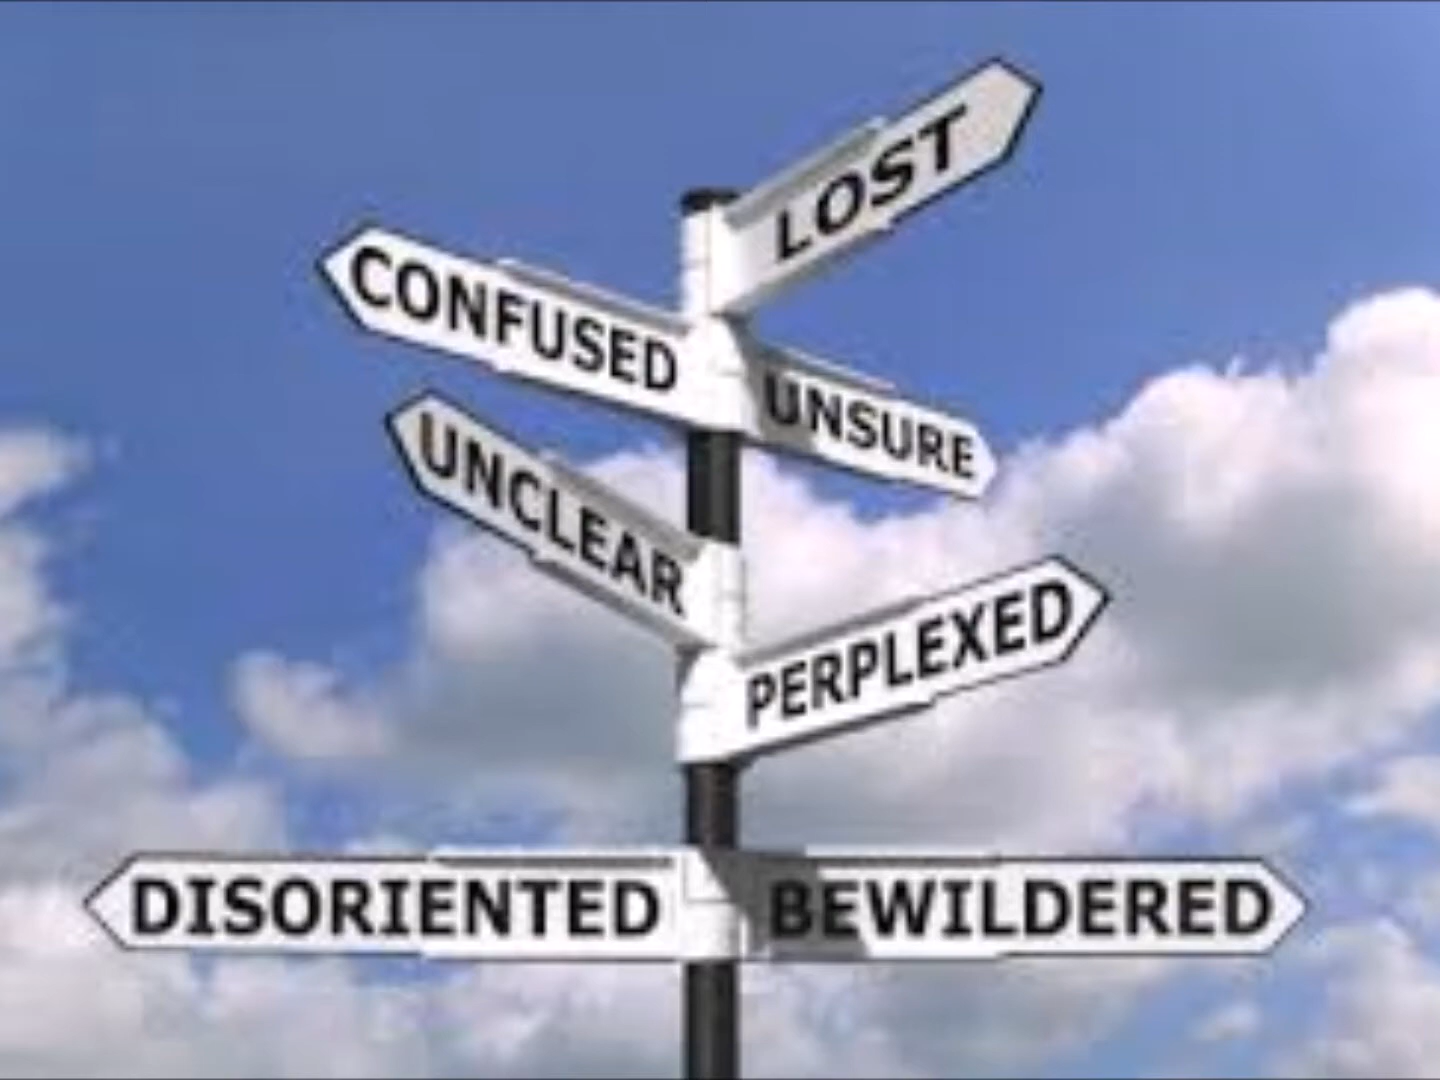 LOST
CONFUSED
UNSURE
UNCLEAR
PERPLEXED
DISORIENTED
BEWILDERED